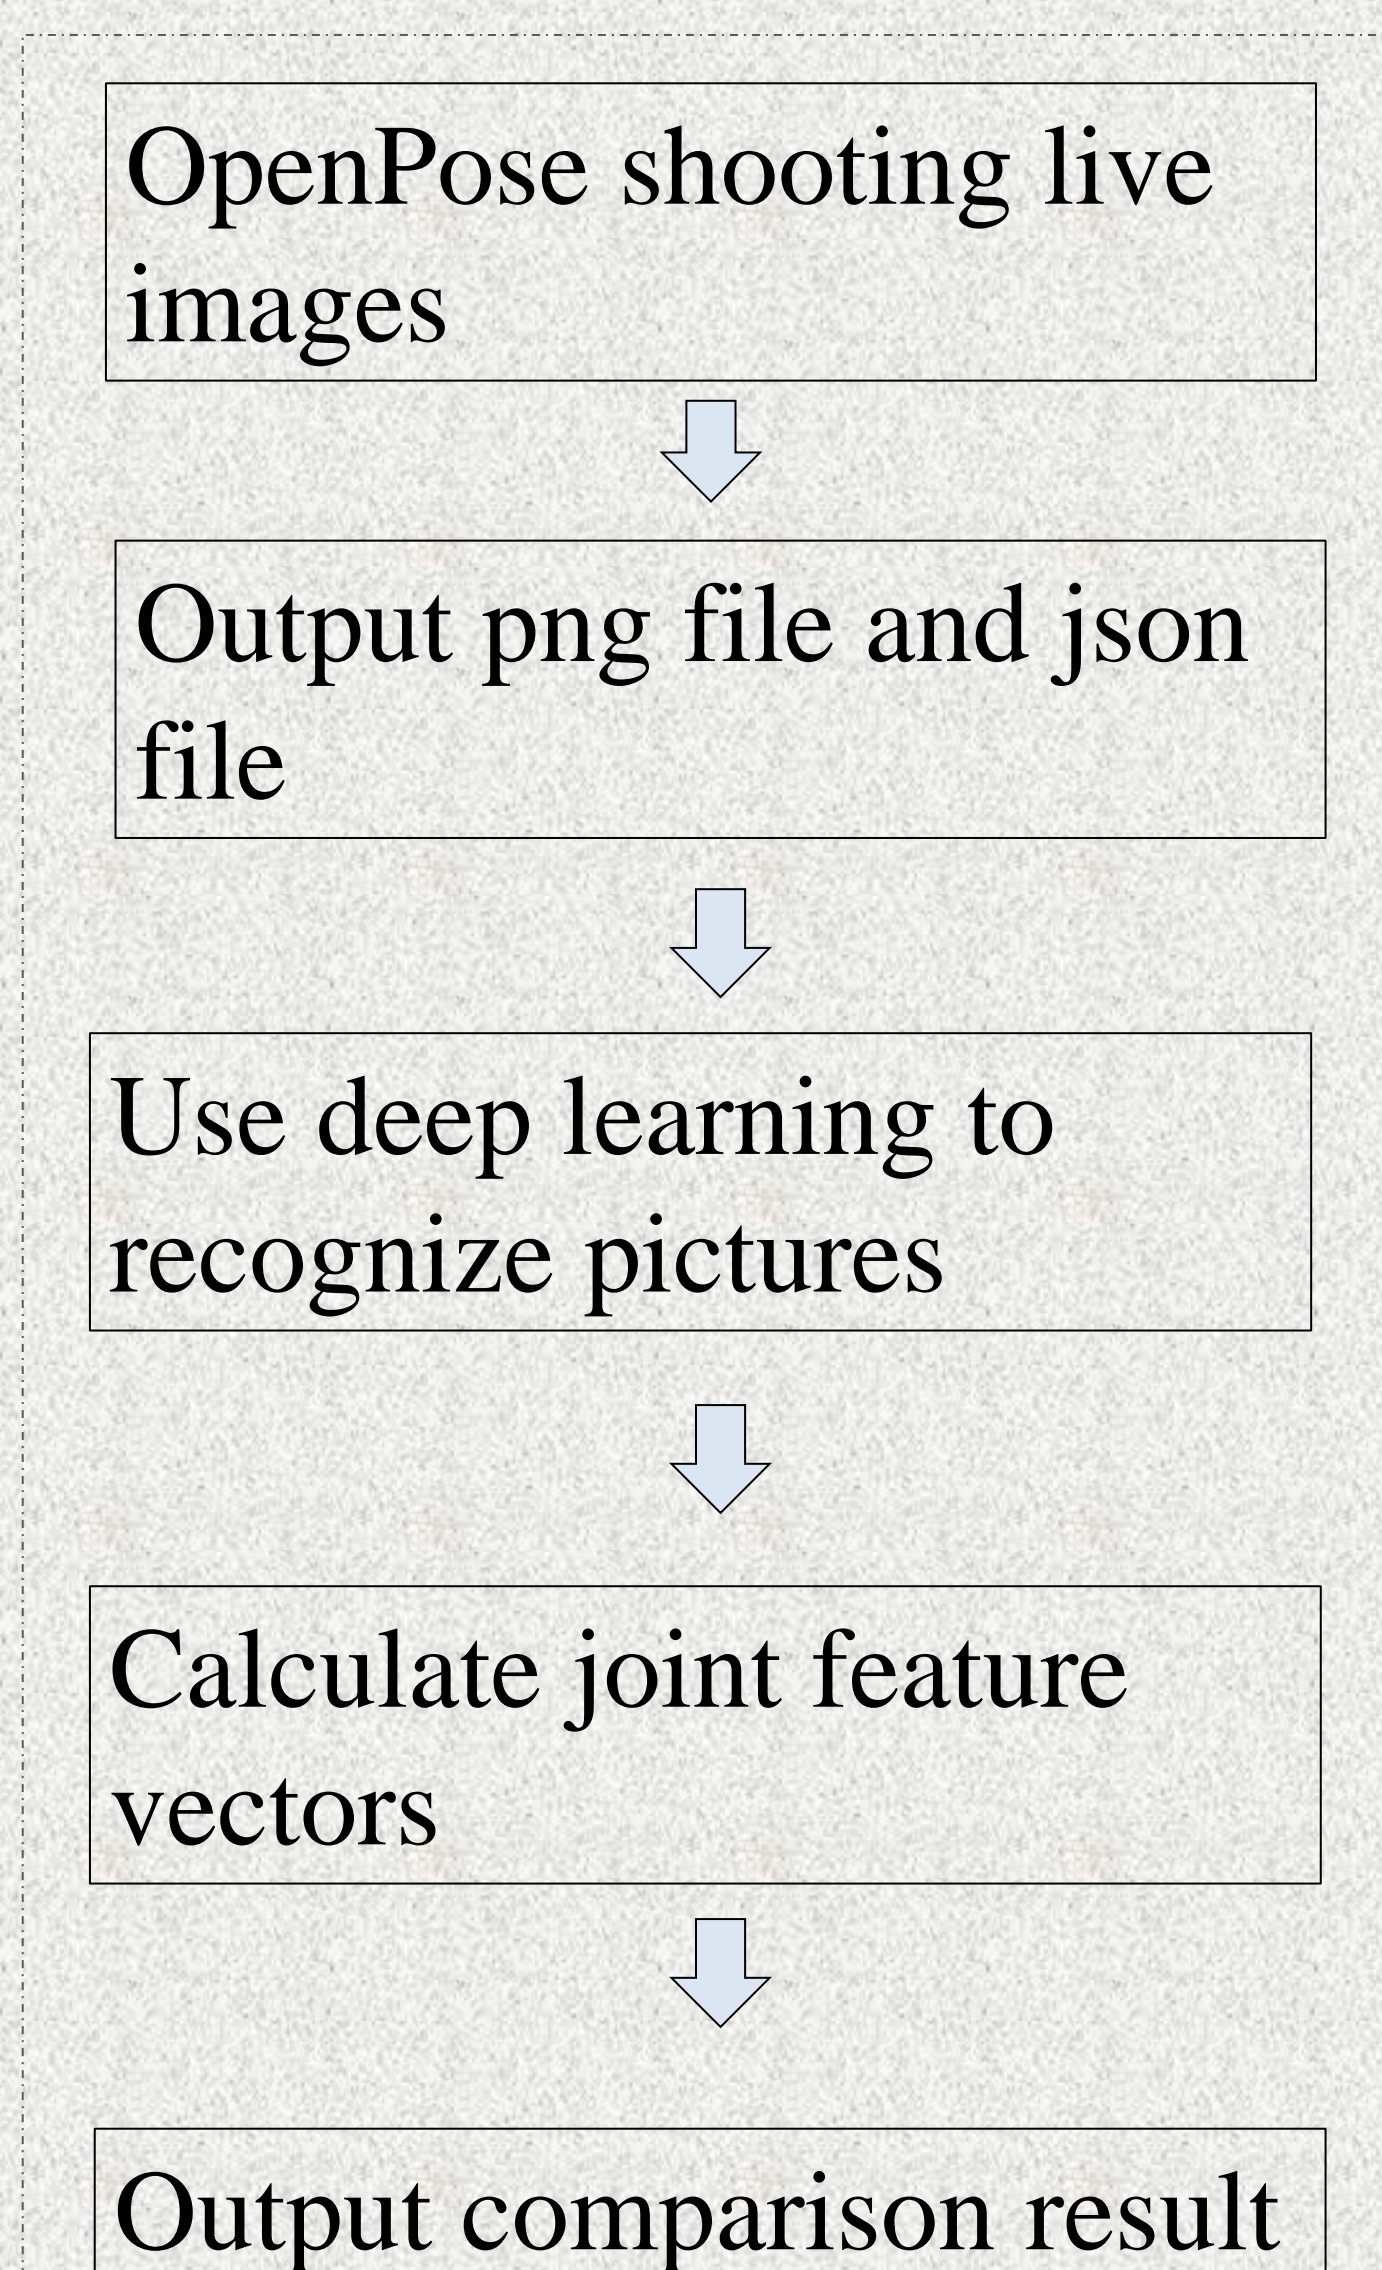 OpenPose shooting live
images
Output png file and json
file
Use deep learning to
recognize pictures
Calculate joint feature
vectors
Output comparison result